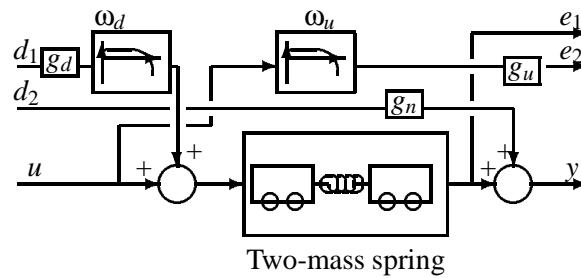 ω_d ω_u e_1
d_1 g_d g_u e_2
d_2 g_n
+ + +
u + + y
Two-mass spring